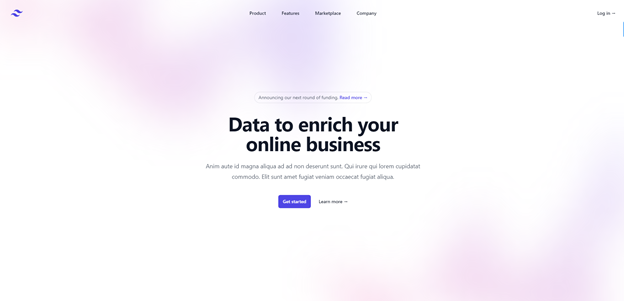 Product
Features
Marketplace
Company
Log in →
Announcing our next round of funding. Read more →
Data to enrich your
online business
Anim aute id magna aliqua ad ad non deserunt sunt. Qui irure qui lorem cupidatat
commodo. Elit sunt amet fugiat veniam occaecat fugiat aliqua.
Get started
Learn more →